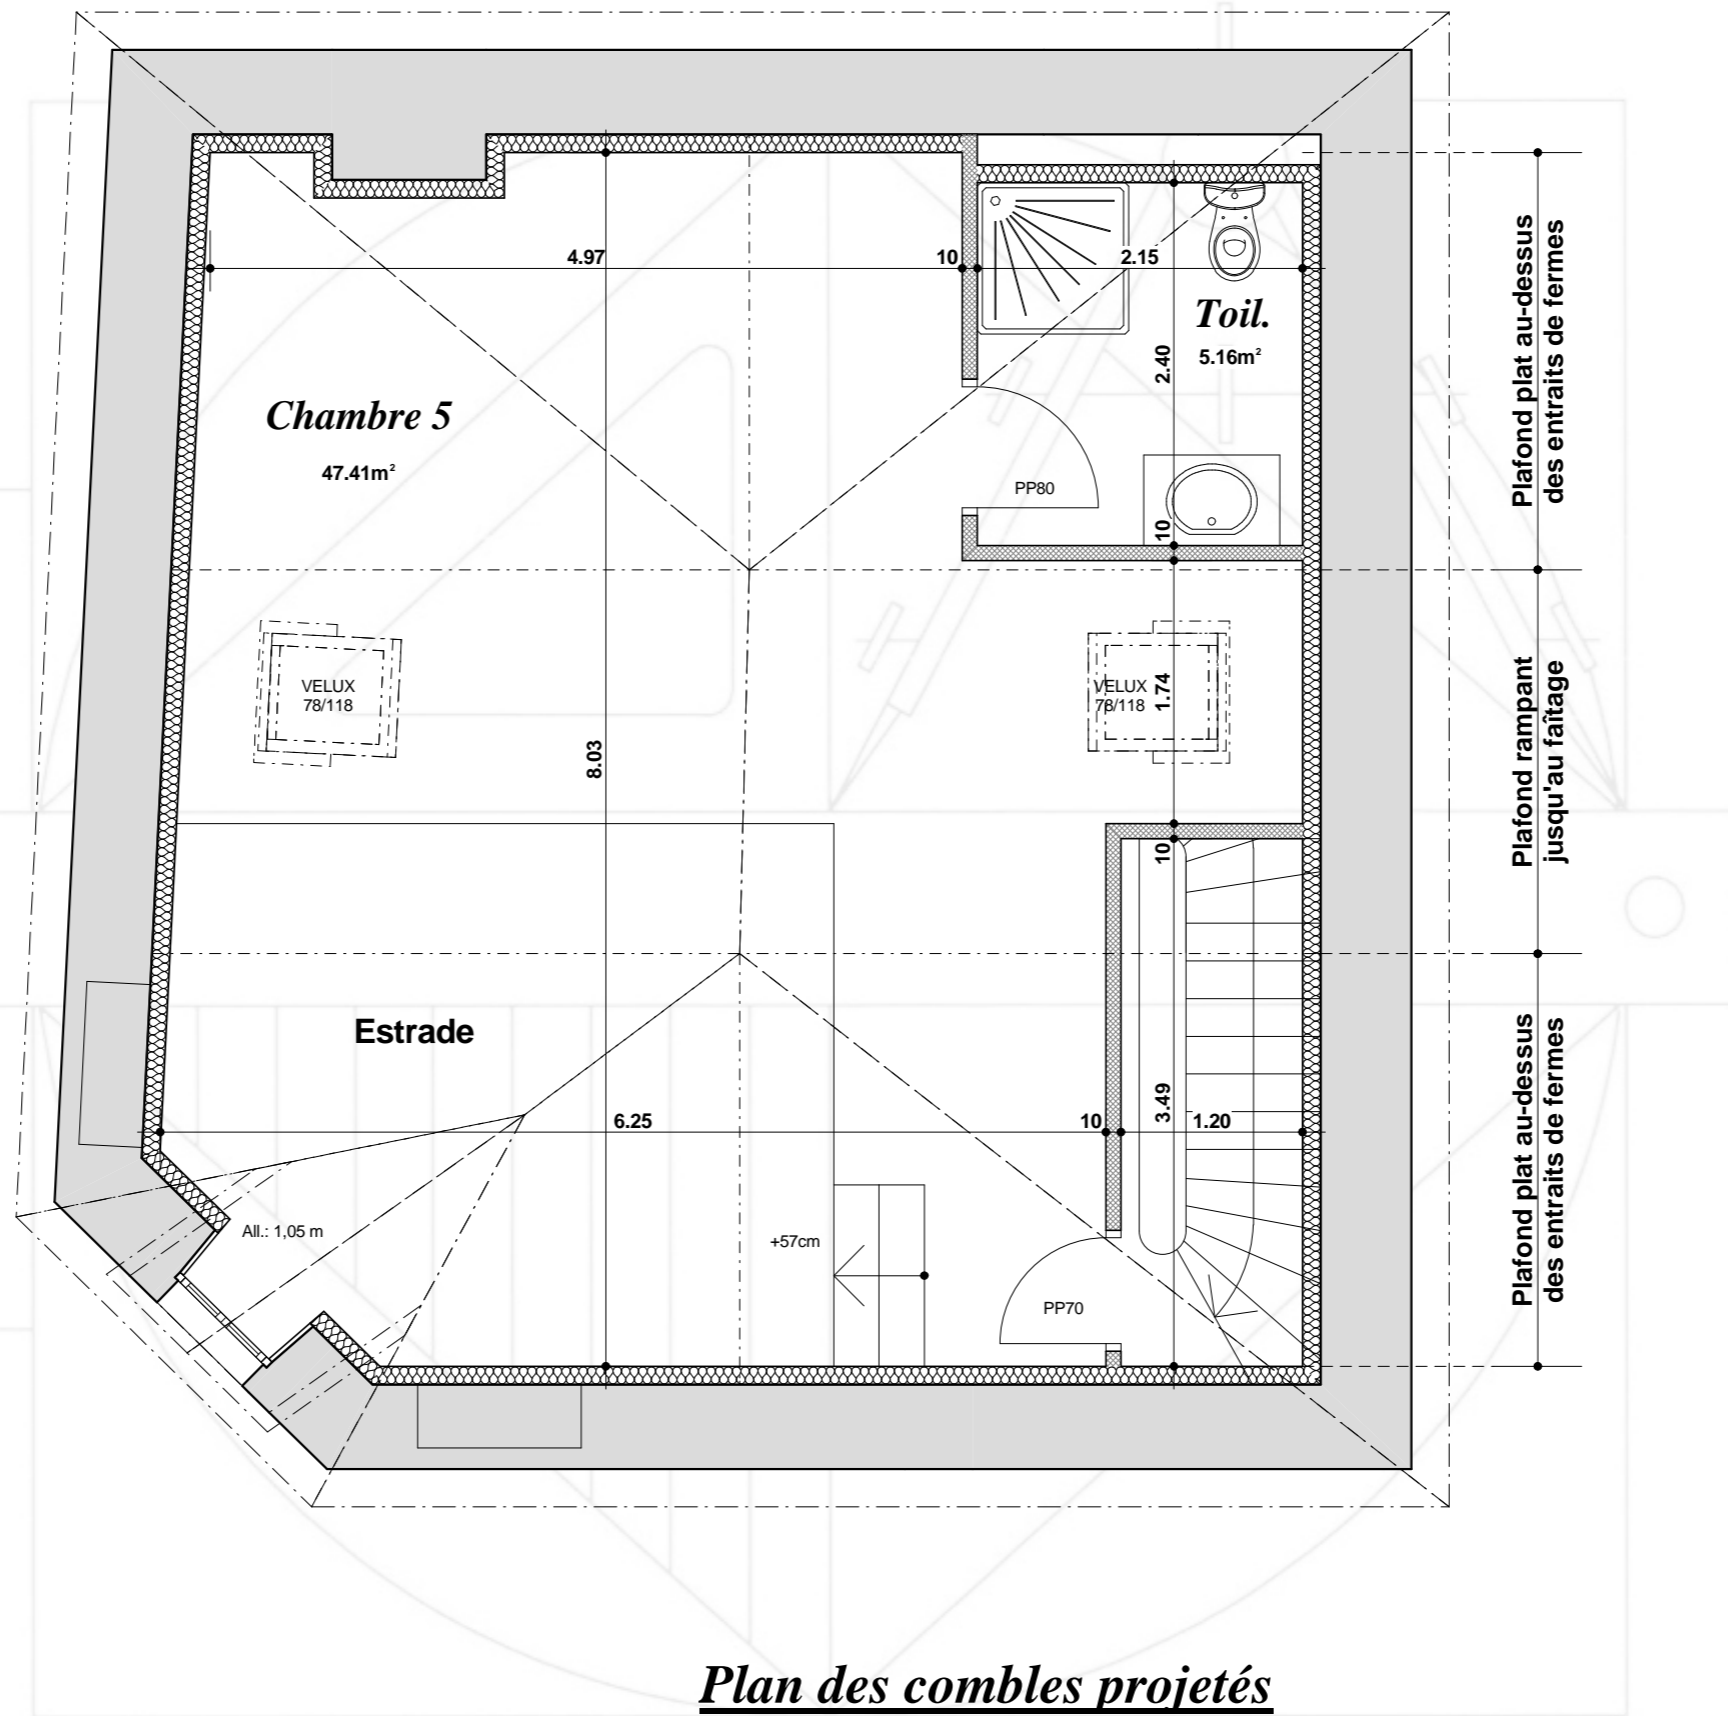 4.97
10
2.15
Toil.
5.16m²
2.40
Chambre 5
47.41m²
PP80
10
Plafond plat au-dessus
des entraits de fermes
VELUX
78/118
VELUX
78/118
1.74
8.03
Plafond rampant
jusqu'au faîtage
10
Estrade
6.25
10
3.49
1.20
All.: 1,05 m
+57cm
PP70
Plafond plat au-dessus
des entraits de fermes
Plan des combles projetés